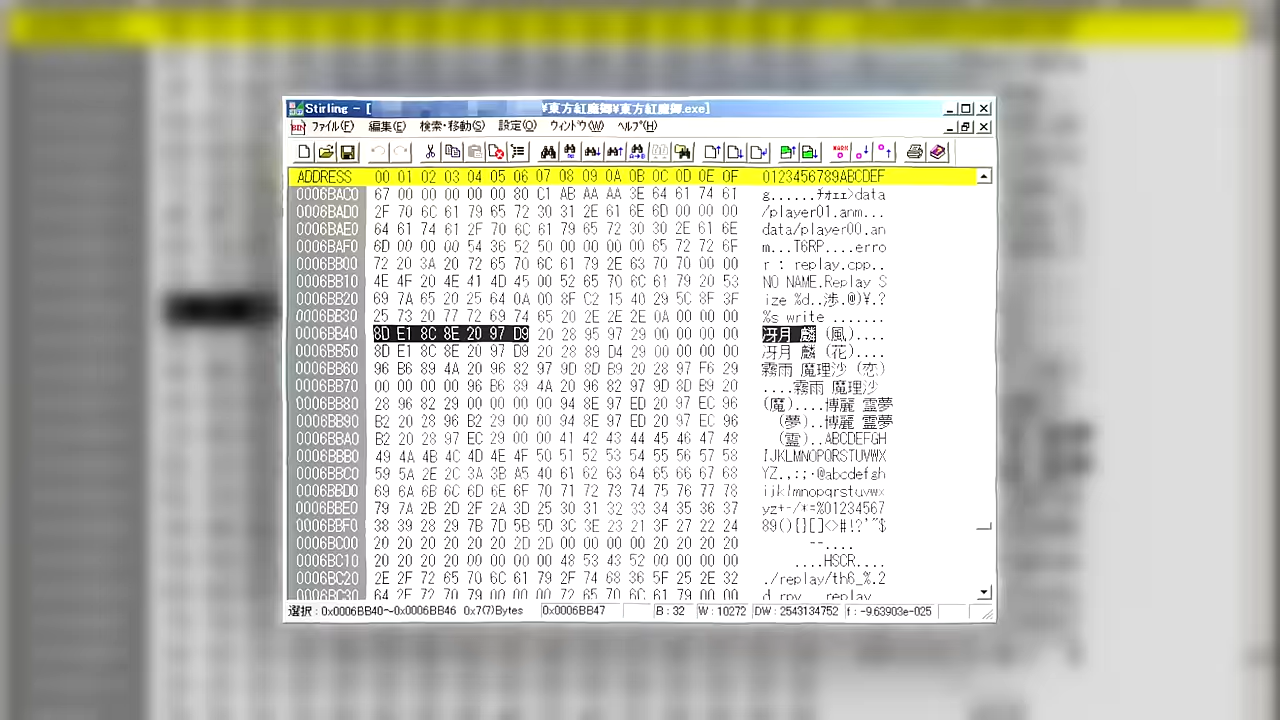 Stirling - [ ¥東方紅魔郷¥東方紅魔郷.exe]
ファイル(F) 編集(E) 検索・移動(S) 設定(O) ウィンドウ(W) ヘルプ(H)
ADDRESS 00 01 02 03 04 05 06 07 08 09 0A 0B 0C 0D 0E 0F 0123456789ABCDEF
0006BAC0 67 00 00 00 00 00 80 C1 AB AA AA 3E 64 61 74 61 g......チォェェ>data
0006BAD0 2F 70 6C 61 79 65 72 30 31 2E 61 6E 6D 00 00 00 /player01.anm...
0006BAE0 64 61 74 61 2F 70 6C 61 79 65 72 30 30 2E 61 6E data/player00.an
0006BAF0 6D 00 00 00 54 36 52 50 00 00 00 00 65 72 72 6F m...T6RP....erro
0006BB00 72 20 3A 20 72 65 70 6C 61 79 2E 63 70 70 00 00 r : replay.cpp..
0006BB10 4E 4F 20 4E 41 4D 45 00 52 65 70 6C 61 79 20 53 NO NAME.Replay S
0006BB20 69 7A 65 20 25 64 0A 00 8F C2 15 40 29 5C 8F 3F ize %d..渉.@)¥.?
0006BB30 25 73 20 77 72 69 74 65 20 2E 2E 2E 0A 00 00 00 %s write .......
0006BB40 8D E1 8C 8E 20 97 D9 20 28 95 97 29 00 00 00 00 冴月 麟 (風)....
0006BB50 8D E1 8C 8E 20 97 D9 20 28 89 D4 29 00 00 00 00 冴月 麟 (花)....
0006BB60 96 B6 89 4A 20 96 82 97 9D 8D B9 20 28 97 F6 29 霧雨 魔理沙 (恋)
0006BB70 00 00 00 00 96 B6 89 4A 20 96 82 97 9D 8D B9 20 ....霧雨 魔理沙
0006BB80 28 96 82 29 00 00 00 00 94 8E 97 ED 20 97 EC 96 (魔)....博麗 霊夢
0006BB90 B2 20 28 96 B2 29 00 00 94 8E 97 ED 20 97 EC 96 (夢)..博麗 霊夢
0006BBA0 B2 20 28 97 EC 29 00 00 41 42 43 44 45 46 47 48 (霊)..ABCDEFGH
0006BBB0 49 4A 4B 4C 4D 4E 4F 50 51 52 53 54 55 56 57 58 IJKLMNOPQRSTUVWX
0006BBC0 59 5A 2E 2C 3A 3B A5 40 61 62 63 64 65 66 67 68 YZ.,:;・@abcdefgh
0006BBD0 69 6A 6B 6C 6D 6E 6F 70 71 72 73 74 75 76 77 78 ijklmnopqrstuvwx
0006BBE0 79 7A 2B 2D 2F 2A 3D 25 30 31 32 33 34 35 36 37 yz+-/*=%01234567
0006BBF0 38 39 28 29 7B 7D 5B 5D 3C 3E 23 21 3F 27 22 24 89(){}[]<>#!?'"$
0006BC00 20 20 20 20 20 2D 2D 00 00 00 00 20 20 20 20 --....
0006BC10 20 20 20 20 00 00 00 00 48 53 43 52 00 00 00 00 ....HSCR....
0006BC20 2E 2F 72 65 70 6C 61 79 2F 74 68 36 5F 25 2E 32 ./replay/th6_%.2
0006BC30 64 2E 72 70 79 00 00 00 72 65 70 6C 61 79 00 00 d.rpy...replay..
選択 : 0x0006BB40～0x0006BB46 0x7(7)Bytes 0x0006BB47 B : 32 W : 10272 DW : 2543134752 f : -9.63903e-025